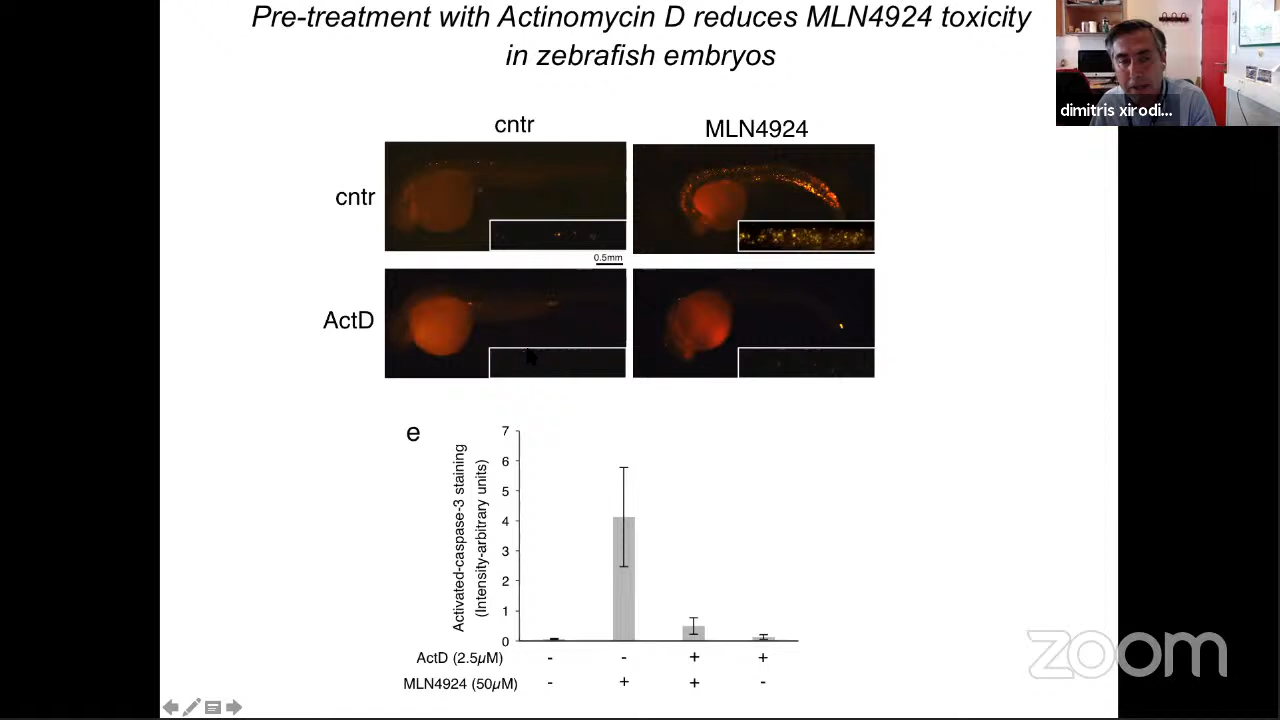 Pre-treatment with Actinomycin D reduces MLN4924 toxicity
in zebrafish embryos
dimitris xirodi...
cntr
MLN4924
cntr
0.5mm
ActD
e
Activated-caspase-3 staining
(Intensity-arbitrary units)
7
6
5
4
3
2
1
0
ActD (2.5µM) - - + +
MLN4924 (50µM) - + + -
zoom